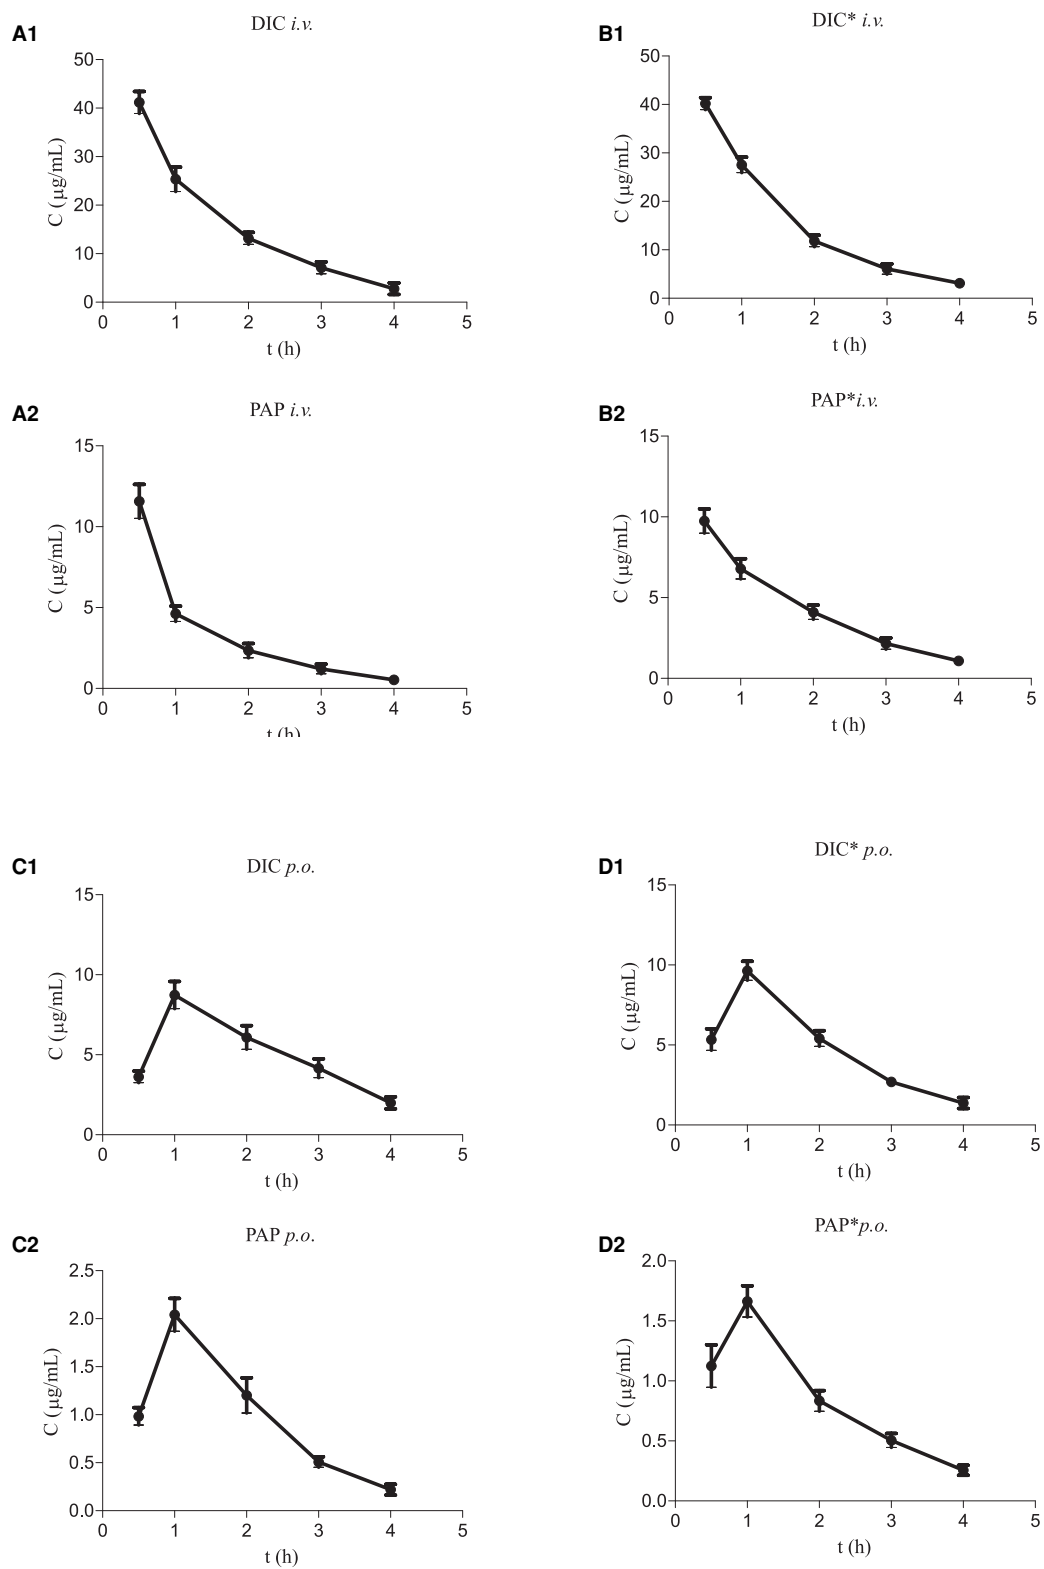 A1
DIC i.v.
50
40
30
20
10
0
C (µg/mL)
0 1 2 3 4 5
t (h)
B1
DIC* i.v.
50
40
30
20
10
0
C (µg/mL)
0 1 2 3 4 5
t (h)
A2
PAP i.v.
15
10
5
0
C (µg/mL)
0 1 2 3 4 5
t (h)
B2
PAP*i.v.
15
10
5
0
C (µg/mL)
0 1 2 3 4 5
t (h)
C1
DIC p.o.
15
10
5
0
C (µg/mL)
0 1 2 3 4 5
t (h)
D1
DIC* p.o.
15
10
5
0
C (µg/mL)
0 1 2 3 4 5
t (h)
C2
PAP p.o.
2.5
2.0
1.5
1.0
0.5
0.0
C (µg/mL)
0 1 2 3 4 5
t (h)
D2
PAP*p.o.
2.0
1.5
1.0
0.5
0.0
C (µg/mL)
0 1 2 3 4 5
t (h)